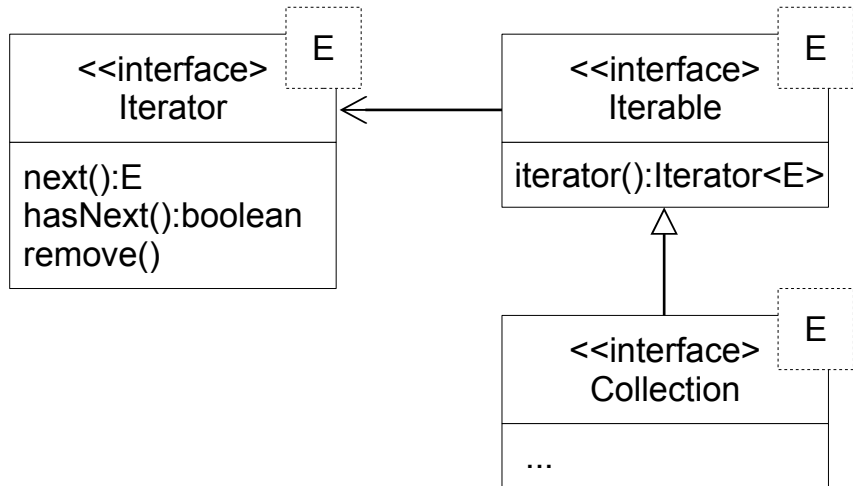 E
<<interface>
Iterator
next():E
hasNext():boolean
remove()
E
<<interface>
Iterable
iterator():Iterator<E>
E
<<interface>
Collection
...